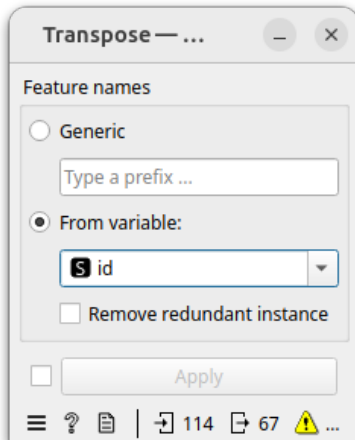 Transpose — ...
Feature names
Generic
Type a prefix ...
From variable:
S id
Remove redundant instance
Apply
? 114 67 ...